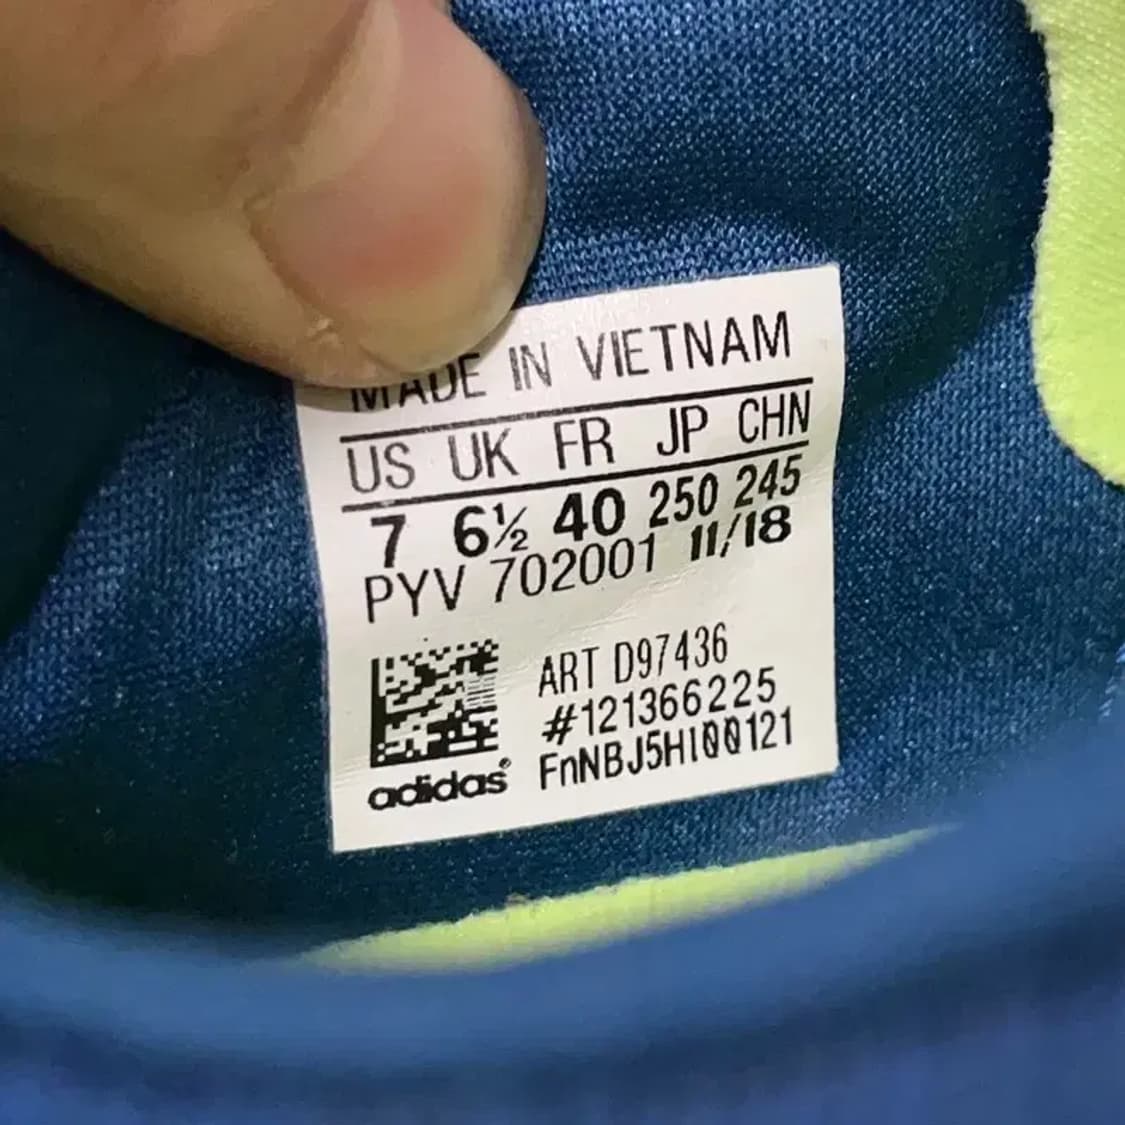 MADE IN VIETNAM
US UK FR JP CHN
7 6½ 40 250 245
PYV 702001 11/18
ART D97436
#121366225
FnNBJ5HI00121
adidas®